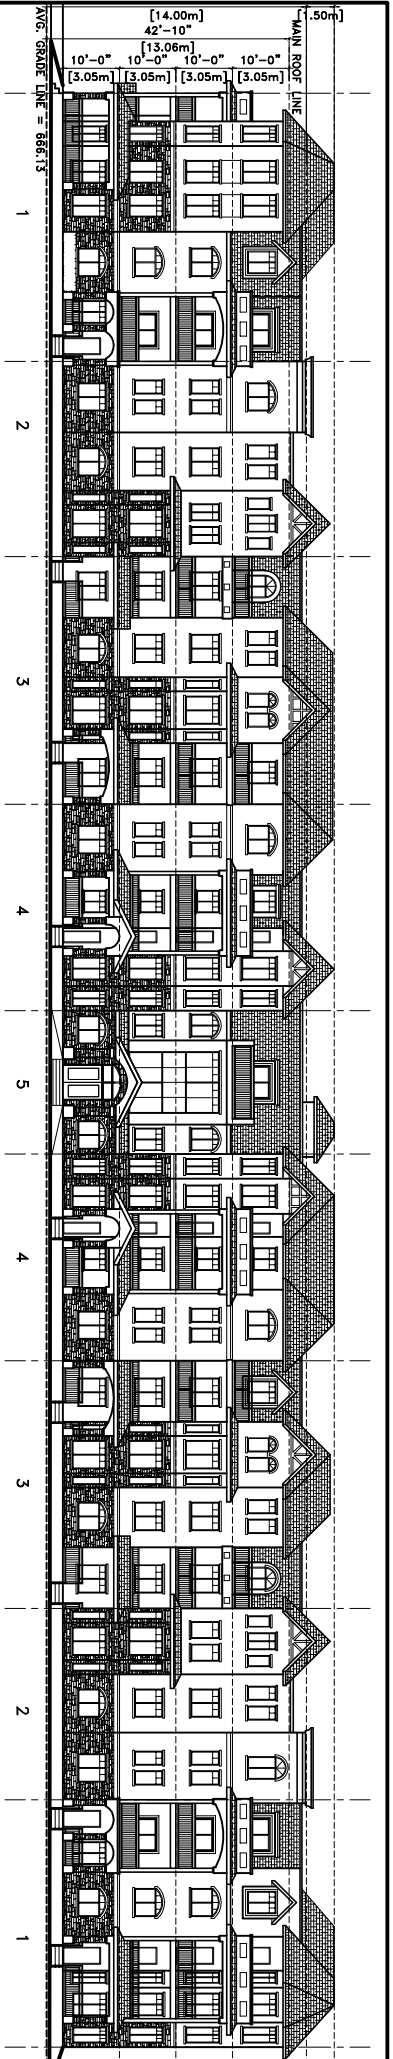 [1.50m]
MAIN ROOF LINE
[14.00m]
42'-10"
[13.06m]
10'-0" 10'-0" 10'-0" 10'-0"
[3.05m] [3.05m] [3.05m] [3.05m]
AVG. GRADE LINE = 666.13
1 2 3 4 5 4 3 2 1